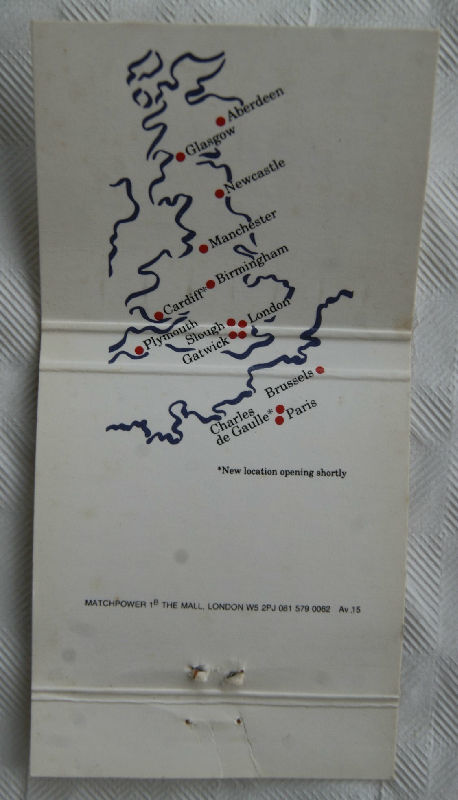 Aberdeen
Glasgow
Newcastle
Manchester
Birmingham
Cardiff*
London
Slough
Plymouth
Gatwick
Brussels
Charles
de Gaulle*
Paris
*New location opening shortly
MATCHPOWER 1B THE MALL, LONDON W5 2PJ 081 579 0062 Av.15